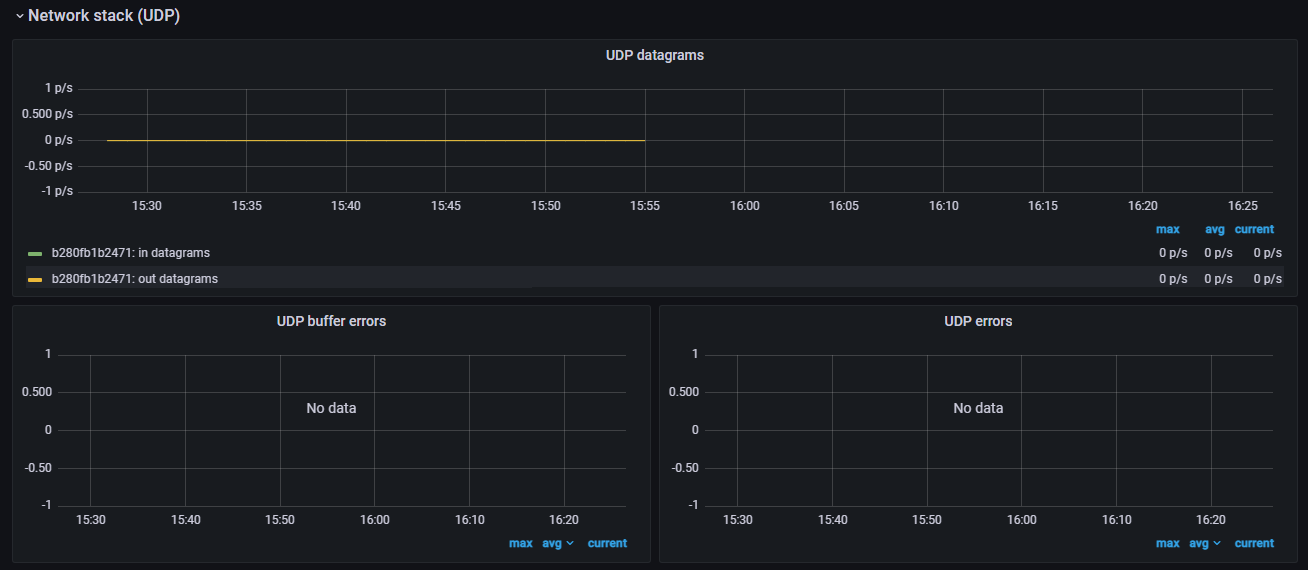 Network stack (UDP)
UDP datagrams
1 p/s
0.500 p/s
0 p/s
-0.50 p/s
-1 p/s
15:30 15:35 15:40 15:45 15:50 15:55 16:00 16:05 16:10 16:15 16:20 16:25
max avg current
b280fb1b2471: in datagrams 0 p/s 0 p/s 0 p/s
b280fb1b2471: out datagrams 0 p/s 0 p/s 0 p/s
UDP buffer errors
1
0.500
No data
0
-0.50
-1
15:30 15:40 15:50 16:00 16:10 16:20
max avg current
UDP errors
1
0.500
No data
0
-0.50
-1
15:30 15:40 15:50 16:00 16:10 16:20
max avg current